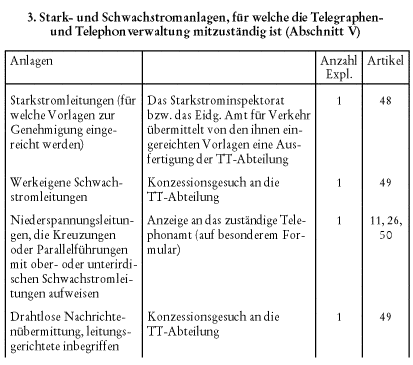 3. Stark- und Schwachstromanlagen, für welche die Telegraphen-
und Telephonverwaltung mitzuständig ist (Abschnitt V)
Anlagen
Anzahl
Expl.
Artikel
Starkstromleitungen (für
welche Vorlagen zur
Genehmigung einge-
reicht werden)
Das Starkstrominspektorat
bzw. das Eidg. Amt für Verkehr
übermittelt von den ihnen ein-
gereichten Vorlagen eine Aus-
fertigung der TT-Abteilung
1
48
Werkeigene Schwach-
stromleitungen
Konzessionsgesuch an die
TT-Abteilung
1
49
Niederspannungsleitun-
gen, die Kreuzungen
oder Parallelführungen
mit ober- oder unterirdi-
schen Schwachstromlei-
tungen aufweisen
Anzeige an das zuständige Tele-
phonamt (auf besonderem For-
mular)
1
11, 26,
50
Drahtlose Nachrichte-
nübermittung, leitungs-
gerichtete inbegriffen
Konzessionsgesuch an die
TT-Abteilung
1
49